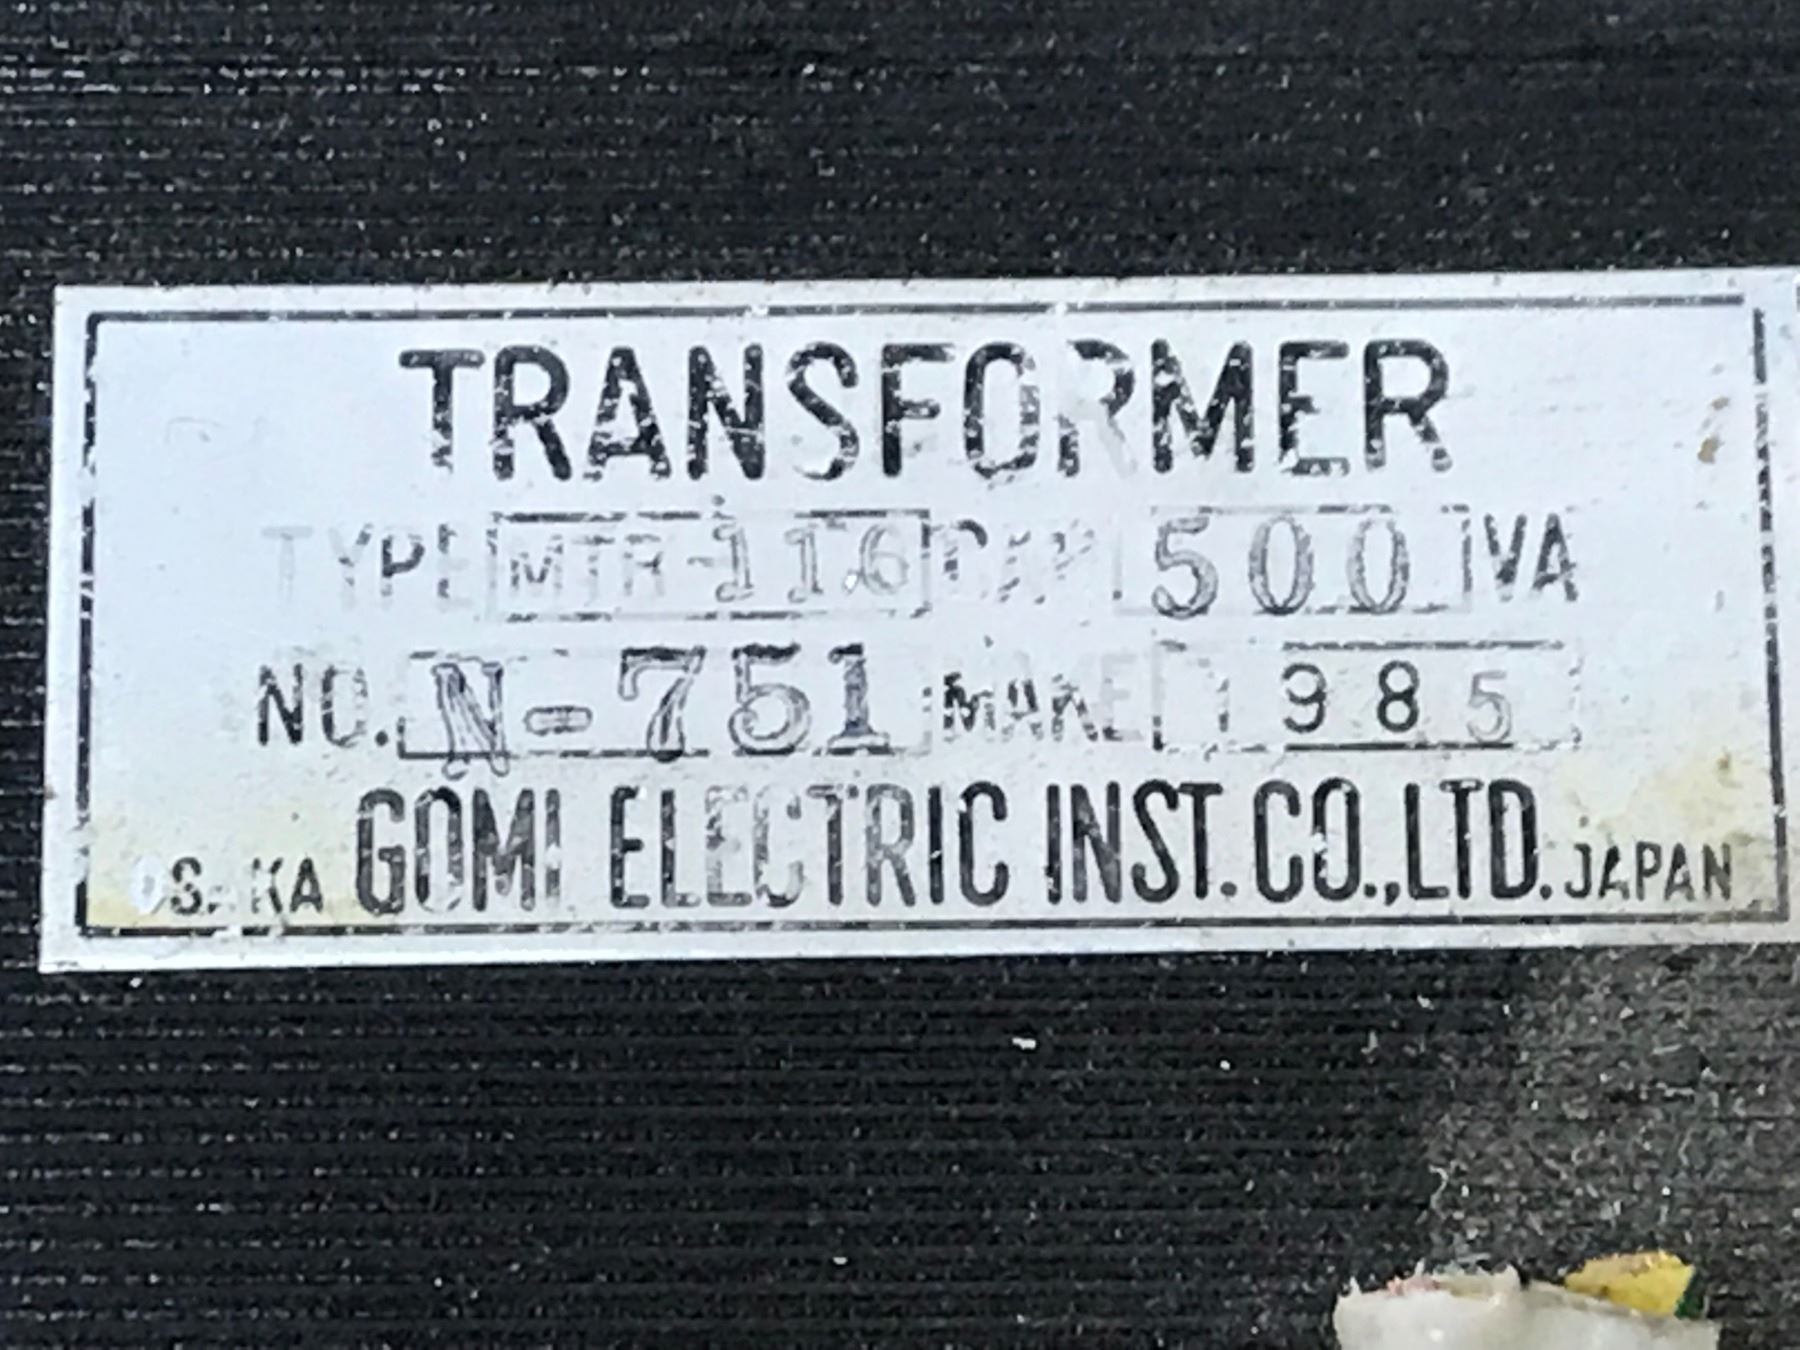 TRANSFORMER
TYPE MTR-116 CAP 500 VA
NO. N-751 MAKE 1985
OSAKA GOMI ELECTRIC INST. CO., LTD. JAPAN